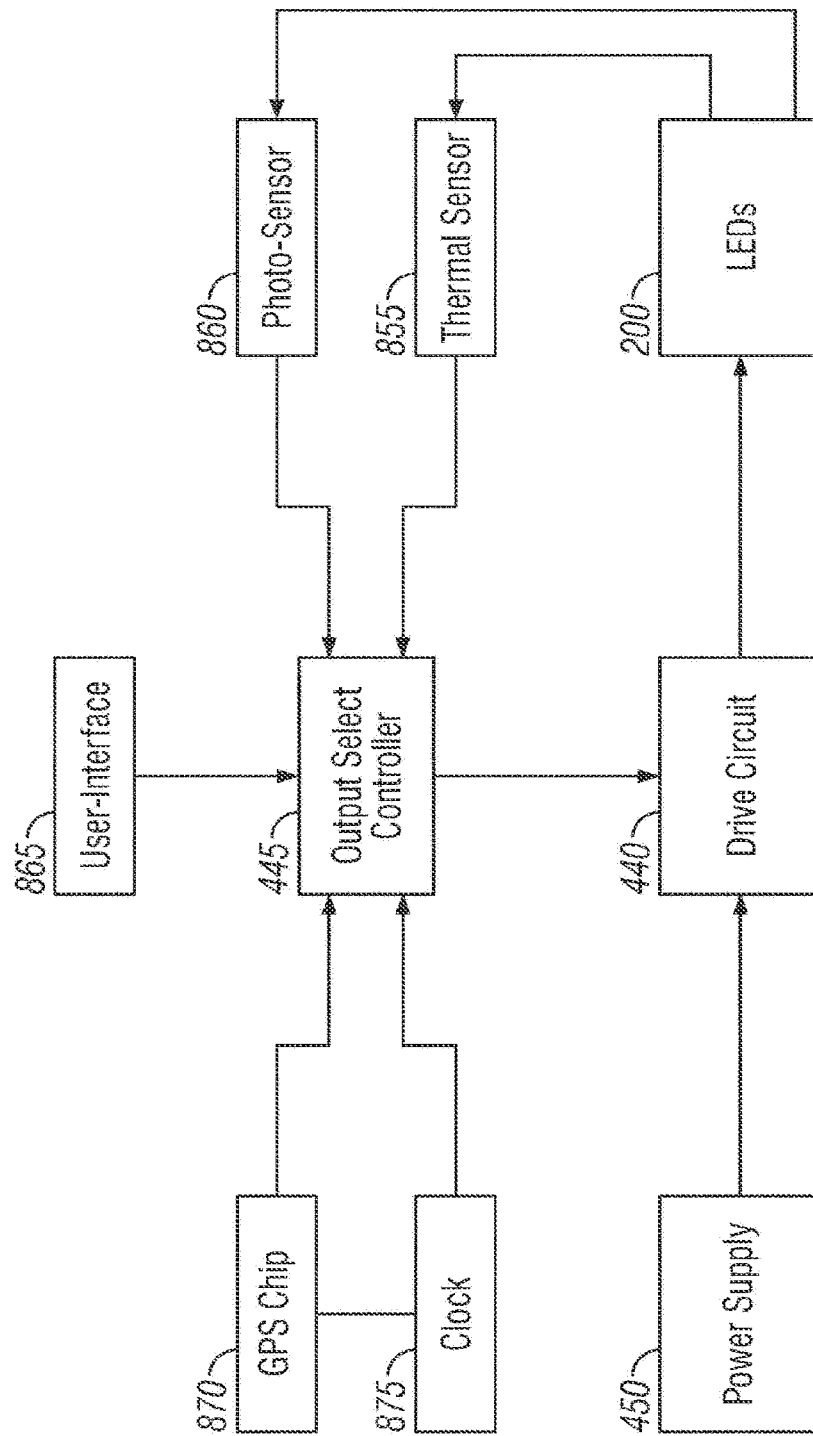 865
User-Interface
870
GPS Chip
445
Output Select
Controller
860
Photo-Sensor
875
Clock
855
Thermal Sensor
450
Power Supply
440
Drive Circuit
200
LEDs